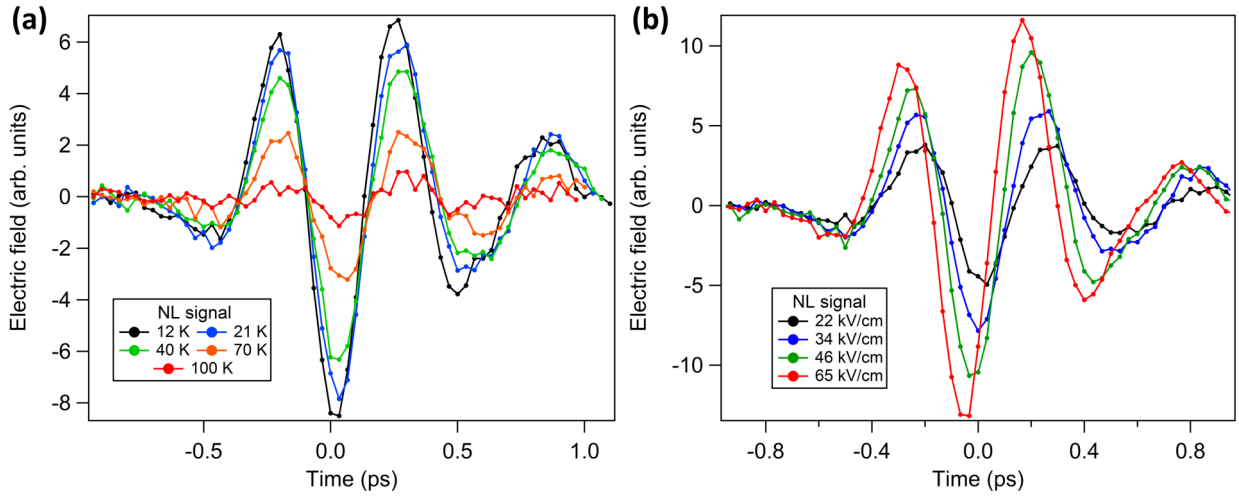 (a)
Electric field (arb. units)
6
4
2
0
-2
-4
-6
-8
NL signal
12 K 21 K
40 K 70 K
100 K
-0.5 0.0 0.5 1.0
Time (ps)
(b)
Electric field (arb. units)
10
5
0
-5
-10
NL signal
22 kV/cm
34 kV/cm
46 kV/cm
65 kV/cm
-0.8 -0.4 0.0 0.4 0.8
Time (ps)